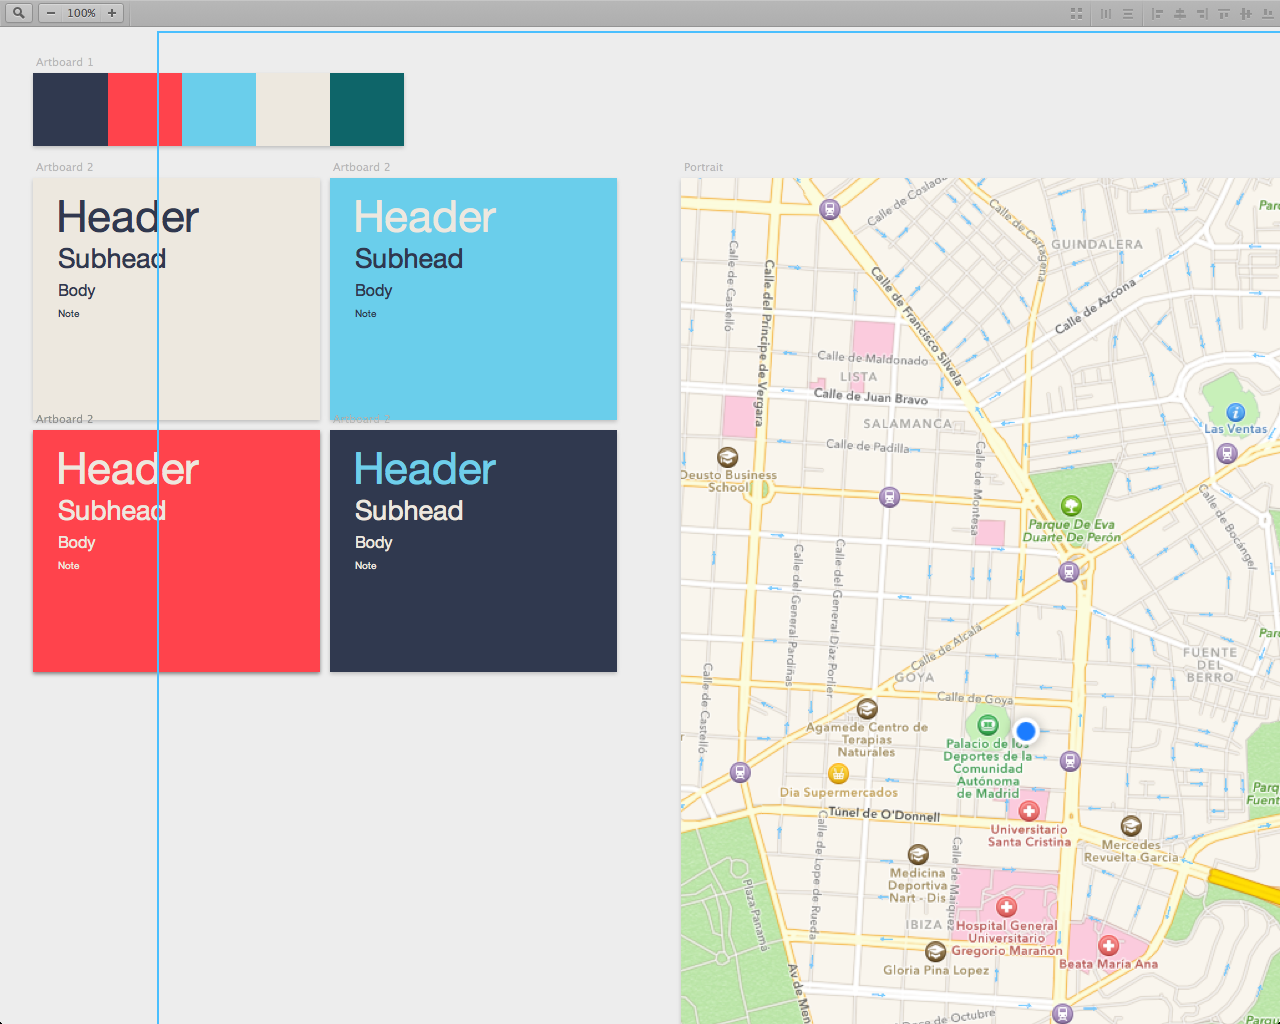 100%
Artboard 1
Artboard 2
Artboard 2
Portrait
Header
Subhead
Body
Note
Header
Subhead
Body
Note
Artboard 2
Artboard 2
Header
Subhead
Body
Note
Header
Subhead
Body
Note
Calle de Coslada
Calle de Cartagena
GUINDALERA
Calle de Castelló
Calle del Príncipe de Vergara
Calle de Francisco Silvela
Calle de Azcona
Calle de Maldonado
LISTA
Calle de Juan Bravo
SALAMANCA
Calle de Padilla
Las Ventas
Deusto Business
School
Calle de Montesa
Parque De Eva
Duarte De Perón
Calle de Bocángel
Calle del General Pardiñas
Calle del General Díaz Porlier
Calle de Alcalá
FUENTE
DEL
BERRO
GOYA
Calle de Goya
Calle de Castelló
Agamede Centro de
Terapias
Naturales
Palacio de los
Deportes de la
Comunidad
Autónoma
de Madrid
Dia Supermercados
Túnel de O'Donnell
Universitario
Santa Cristina
Mercedes
Revuelta Garcia
Calle de Lope de Rueda
Medicina
Deportiva
Nart - Dis
Calle de Maiquez
Plaza Panamá
IBIZA
Hospital General
Universitario
Gregorio Marañón
Beata Maria Ana
Gloria Pina Lopez
Av de Men
de Octubre